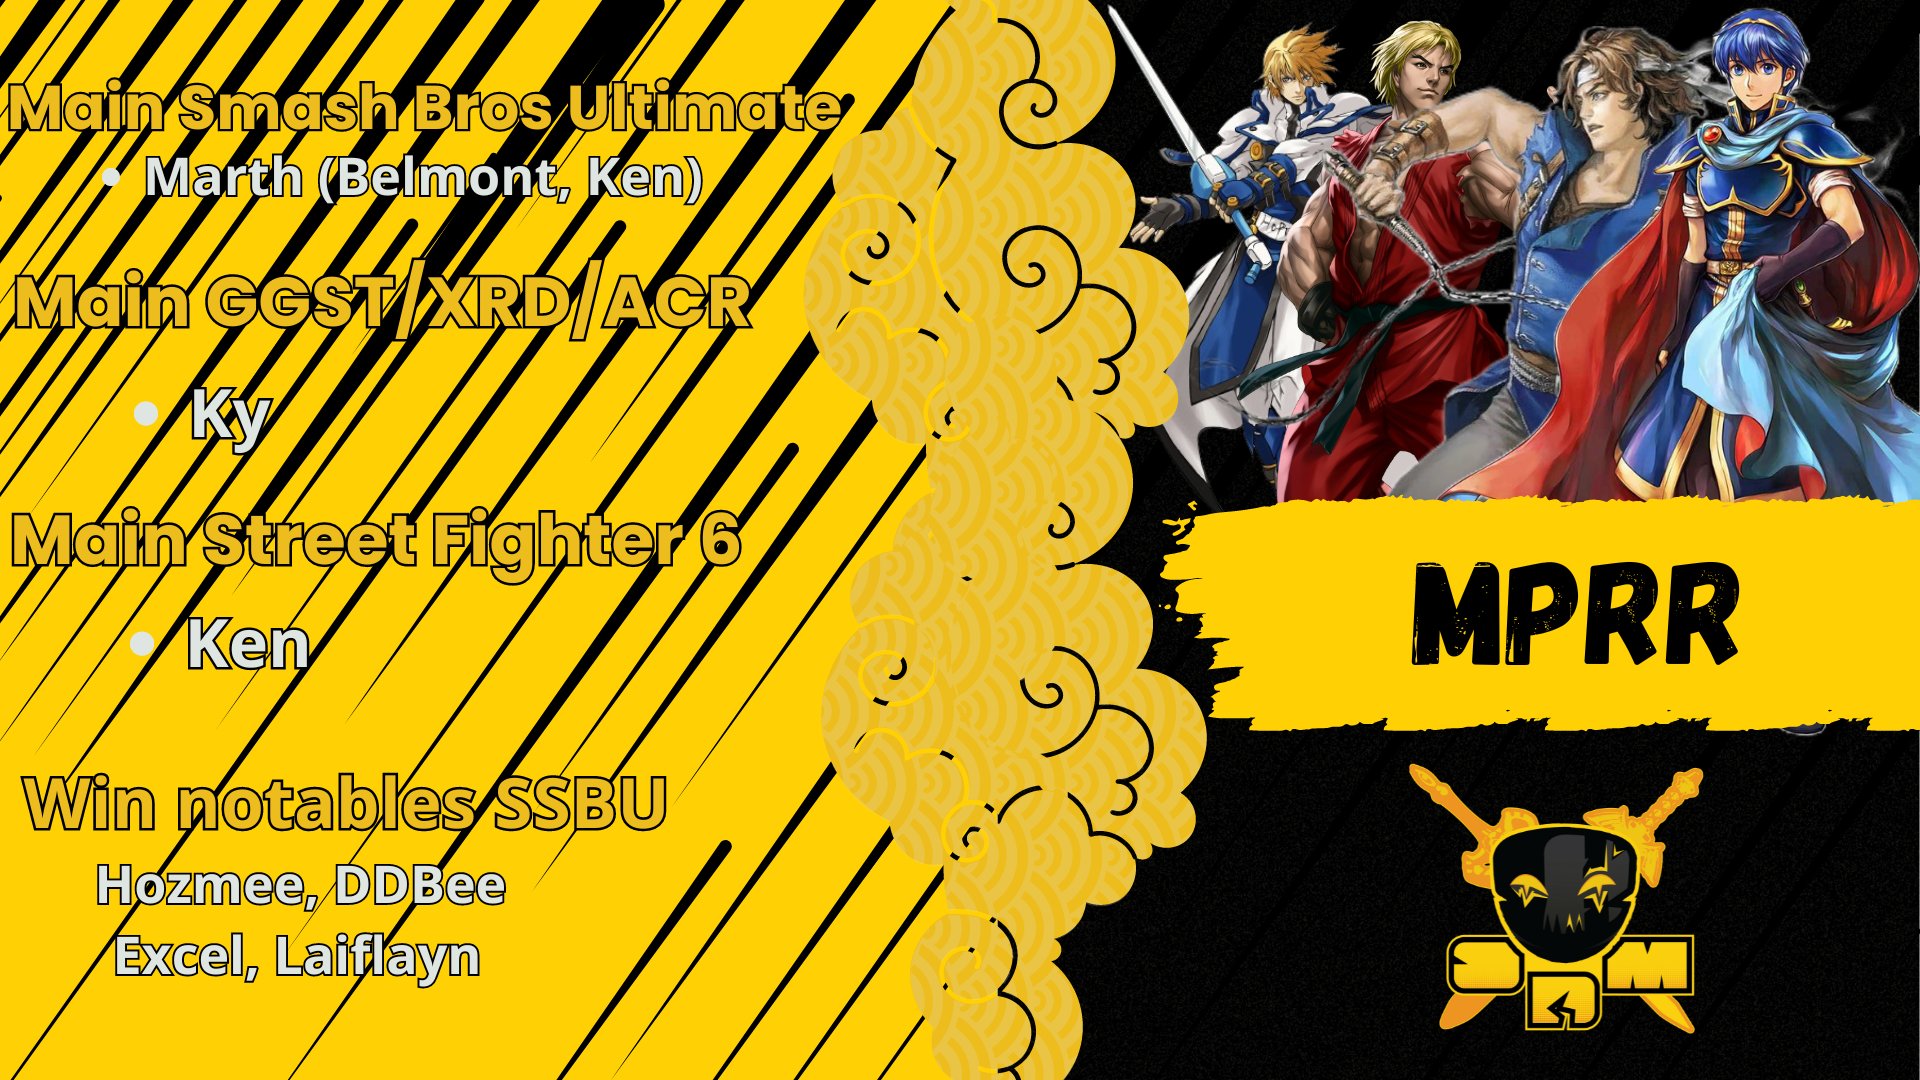 Main Smash Bros Ultimate
• Marth (Belmont, Ken)
Main GGST/XRD/ACR
• Ky
Main Street Fighter 6
• Ken
Win notables SSBU
Hozmee, DDBee
Excel, Laiflayn
MPRR
SDM